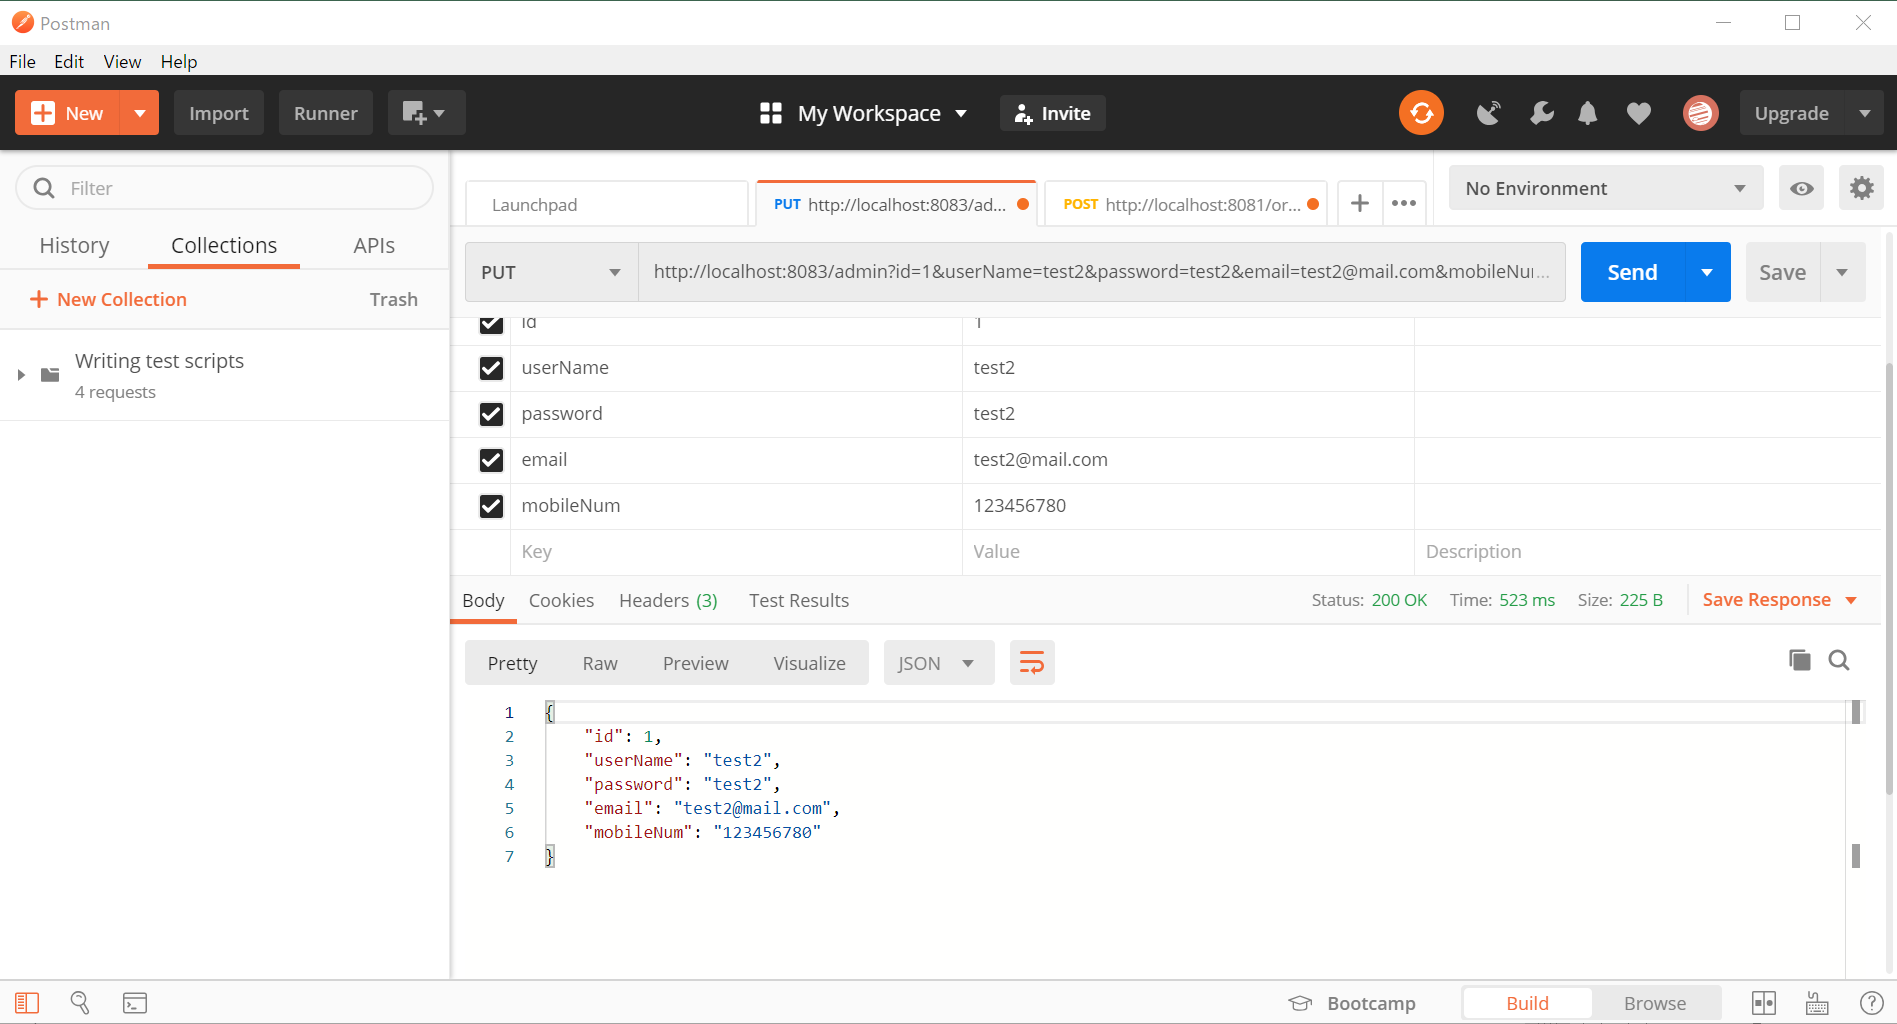 Postman
File Edit View Help
New Import Runner My Workspace Invite Upgrade
Filter
History Collections APIs
New Collection Trash
Writing test scripts
4 requests
Launchpad PUT http://localhost:8083/ad... POST http://localhost:8081/or... ••• No Environment
PUT http://localhost:8083/admin?id=1&userName=test2&password=test2&email=test2@mail.com&mobileNu... Send Save
id 1
userName test2
password test2
email test2@mail.com
mobileNum 123456780
Key Value Description
Body Cookies Headers (3) Test Results Status: 200 OK Time: 523 ms Size: 225 B Save Response
Pretty Raw Preview Visualize JSON
1 {
2 "id": 1,
3 "userName": "test2",
4 "password": "test2",
5 "email": "test2@mail.com",
6 "mobileNum": "123456780"
7 }
Bootcamp Build Browse